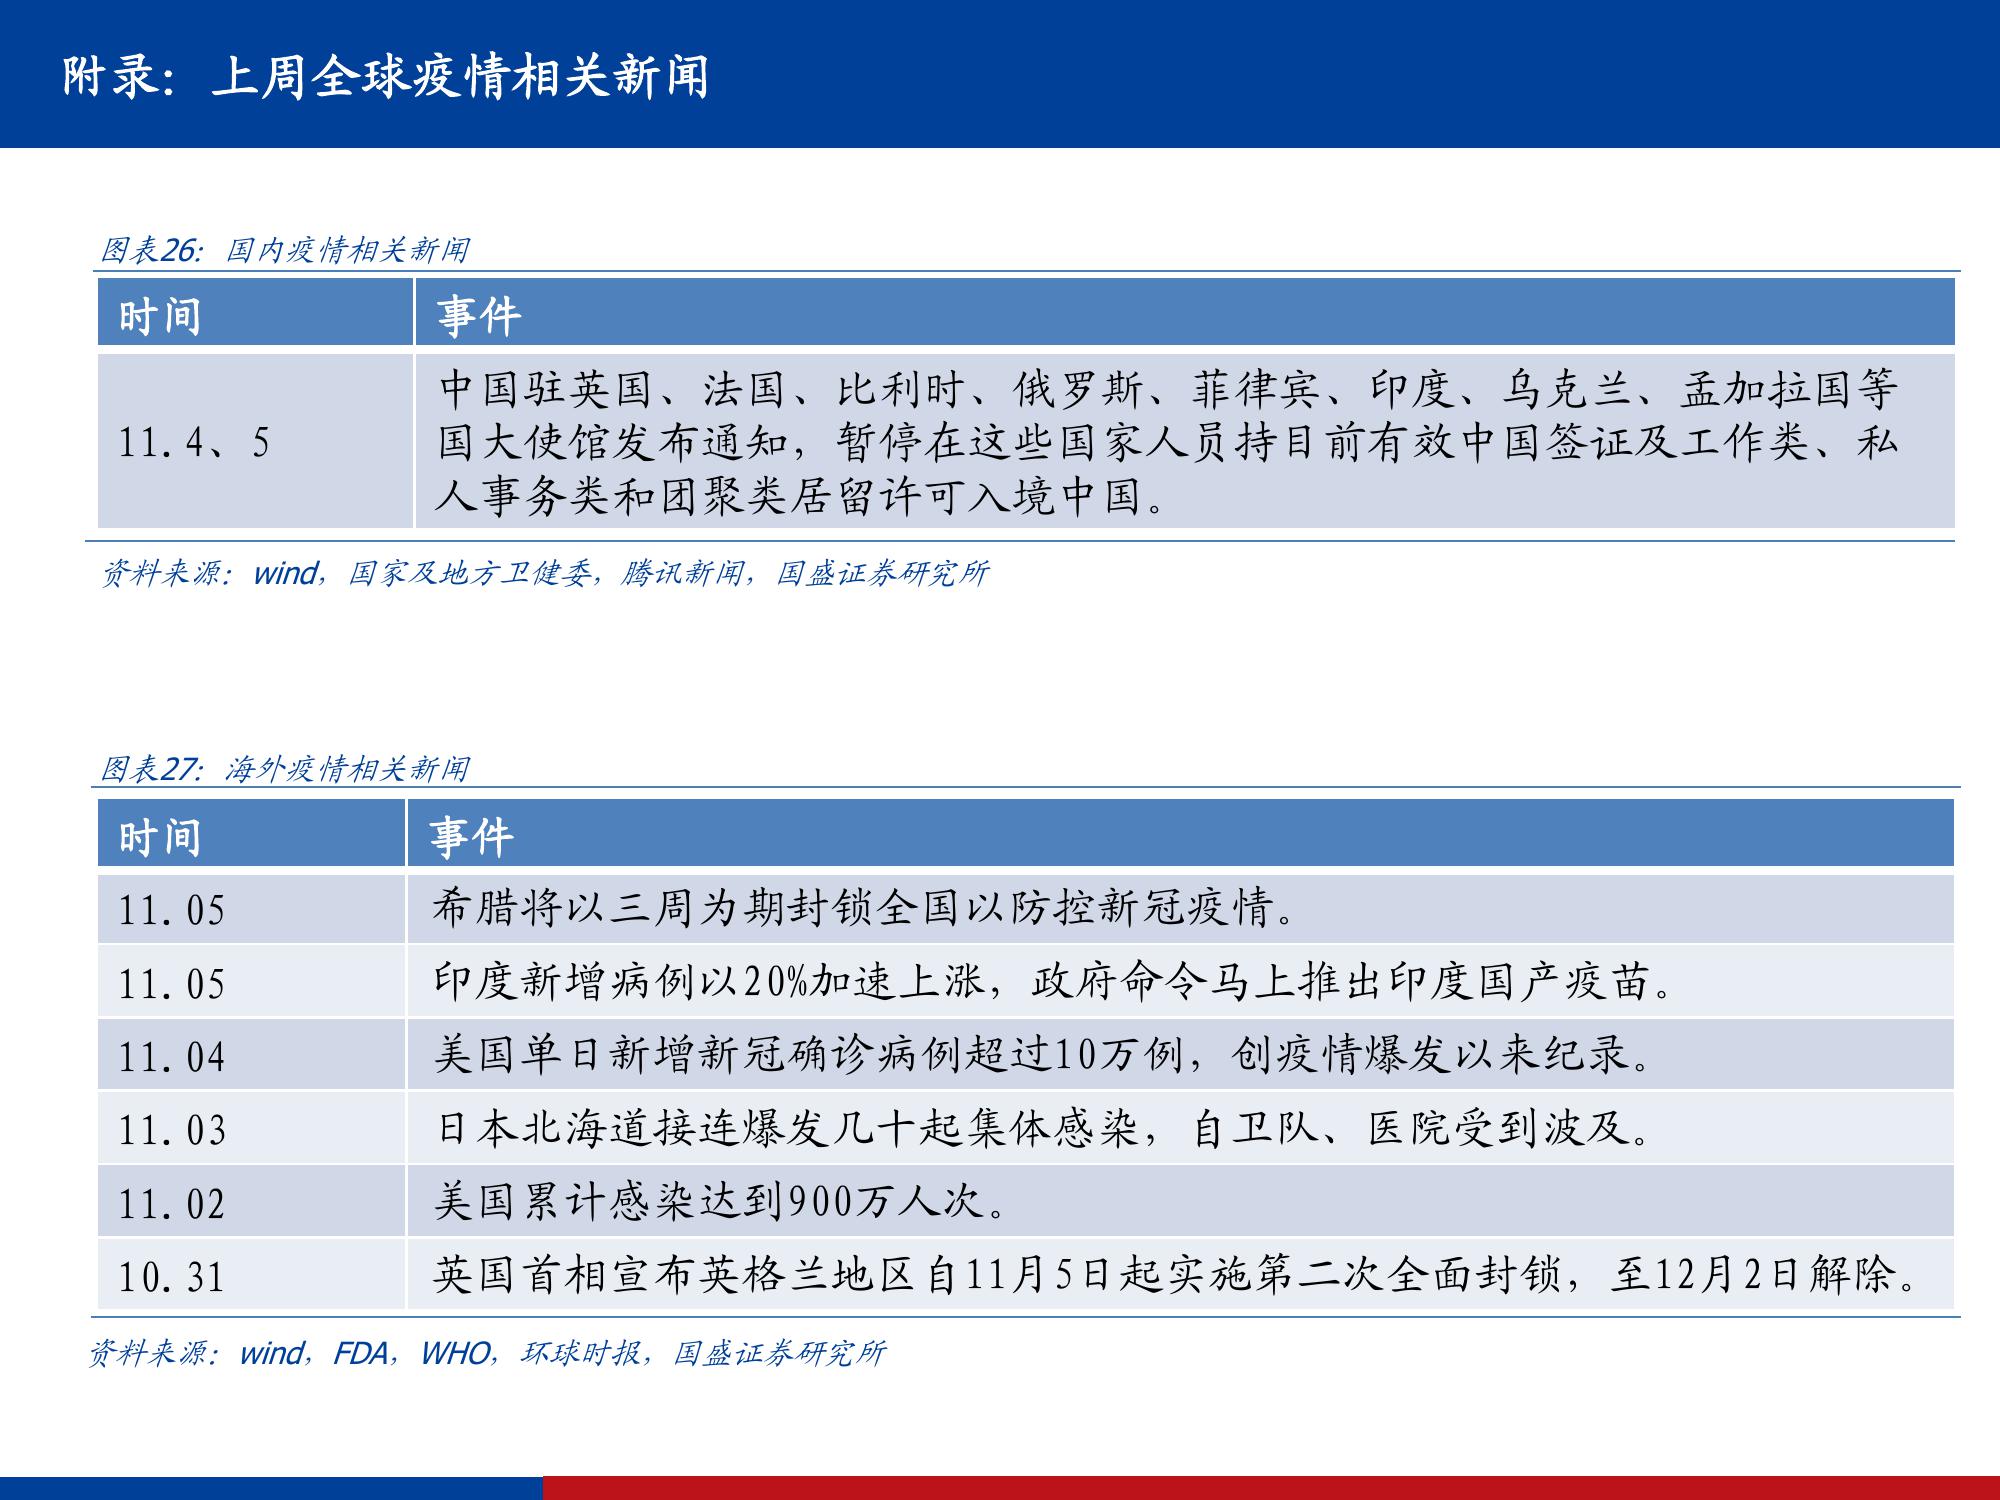 附录：上周全球疫情相关新闻
图表26：国内疫情相关新闻
时间 事件
11.4、5
中国驻英国、法国、比利时、俄罗斯、菲律宾、印度、乌克兰、孟加拉国等
国大使馆发布通知，暂停在这些国家人员持目前有效中国签证及工作类、私
人事务类和团聚类居留许可入境中国。
资料来源：wind，国家及地方卫健委，腾讯新闻，国盛证券研究所
图表27：海外疫情相关新闻
时间 事件
11.05 希腊将以三周为期封锁全国以防控新冠疫情。
11.05 印度新增病例以20%加速上涨，政府命令马上推出印度国产疫苗。
11.04 美国单日新增新冠确诊病例超过10万例，创疫情爆发以来纪录。
11.03 日本北海道接连爆发几十起集体感染，自卫队、医院受到波及。
11.02 美国累计感染达到900万人次。
10.31 英国首相宣布英格兰地区自11月5日起实施第二次全面封锁，至12月2日解除。
资料来源：wind，FDA，WHO，环球时报，国盛证券研究所